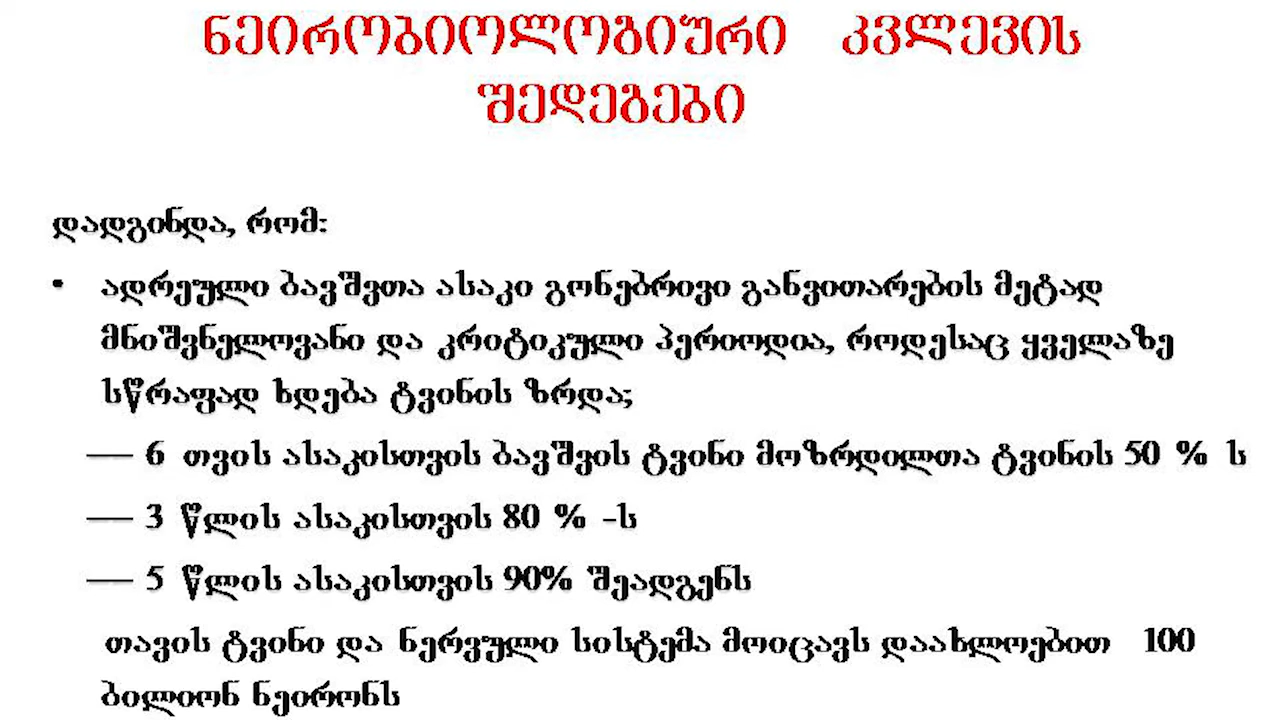 ნეირობიოლოგიური კვლევის
შედეგები
დადგინდა, რომ:
• ადრეული ბავშვთა ასაკი გონებრივი განვითარების მეტად
მნიშვნელოვანი და კრიტიკული პერიოდია, როდესაც ყველაზე
სწრაფად ხდება ტვინის ზრდა;
— 6 თვის ასაკისთვის ბავშვის ტვინი მოზრდილთა ტვინის 50 % ს
— 3 წლის ასაკისთვის 80 % -ს
— 5 წლის ასაკისთვის 90% შეადგენს
თავის ტვინი და ნერვული სისტემა მოიცავს დაახლოებით 100
ბილიონ ნეირონს